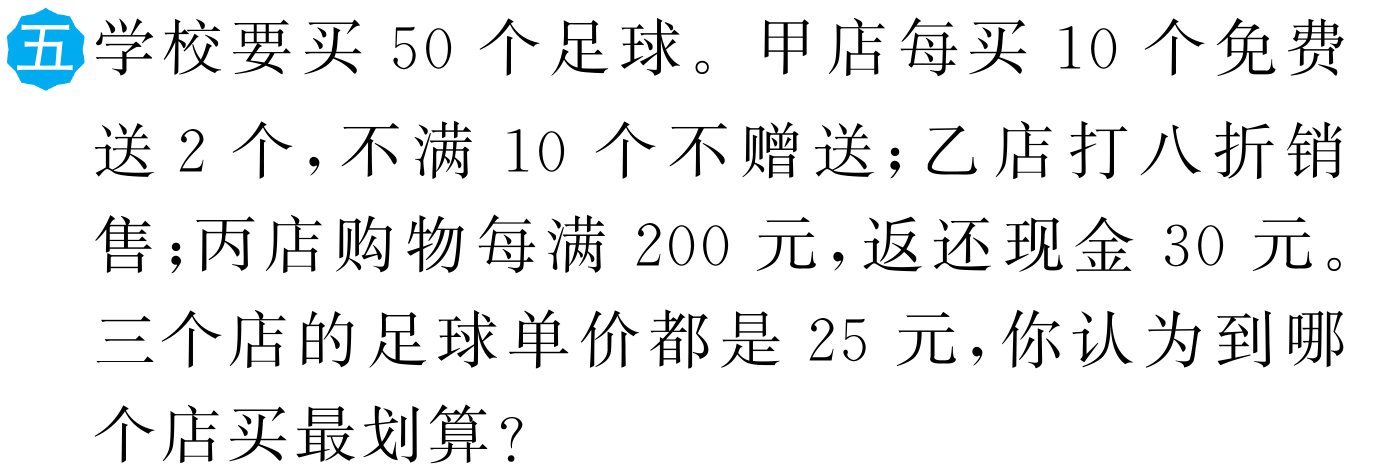 五 学校要买 50 个足球。甲店每买 10 个免费
送 2 个,不满 10 个不赠送;乙店打八折销
售;丙店购物每满 200 元,返还现金 30 元。
三个店的足球单价都是 25 元,你认为到哪
个店买最划算?